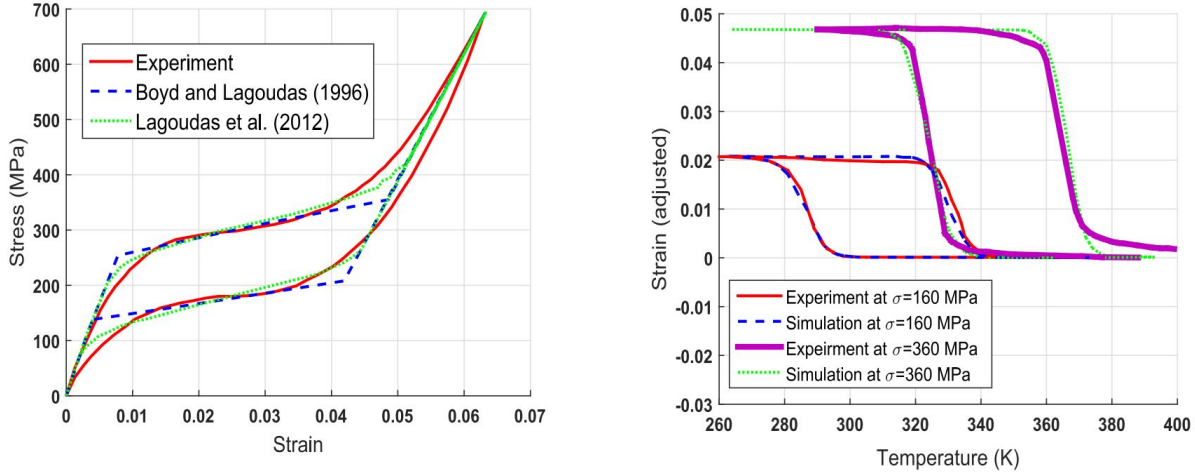 700
600
500
400
300
200
100
0
Stress (MPa)
Experiment
Boyd and Lagoudas (1996)
Lagoudas et al. (2012)
0 0.01 0.02 0.03 0.04 0.05 0.06 0.07
Strain
0.05
0.04
0.03
0.02
0.01
0
-0.01
-0.02
-0.03
Strain (adjusted)
Experiment at σ=160 MPa
Simulation at σ=160 MPa
Expeirment at σ=360 MPa
Simulation at σ=360 MPa
260 280 300 320 340 360 380 400
Temperature (K)